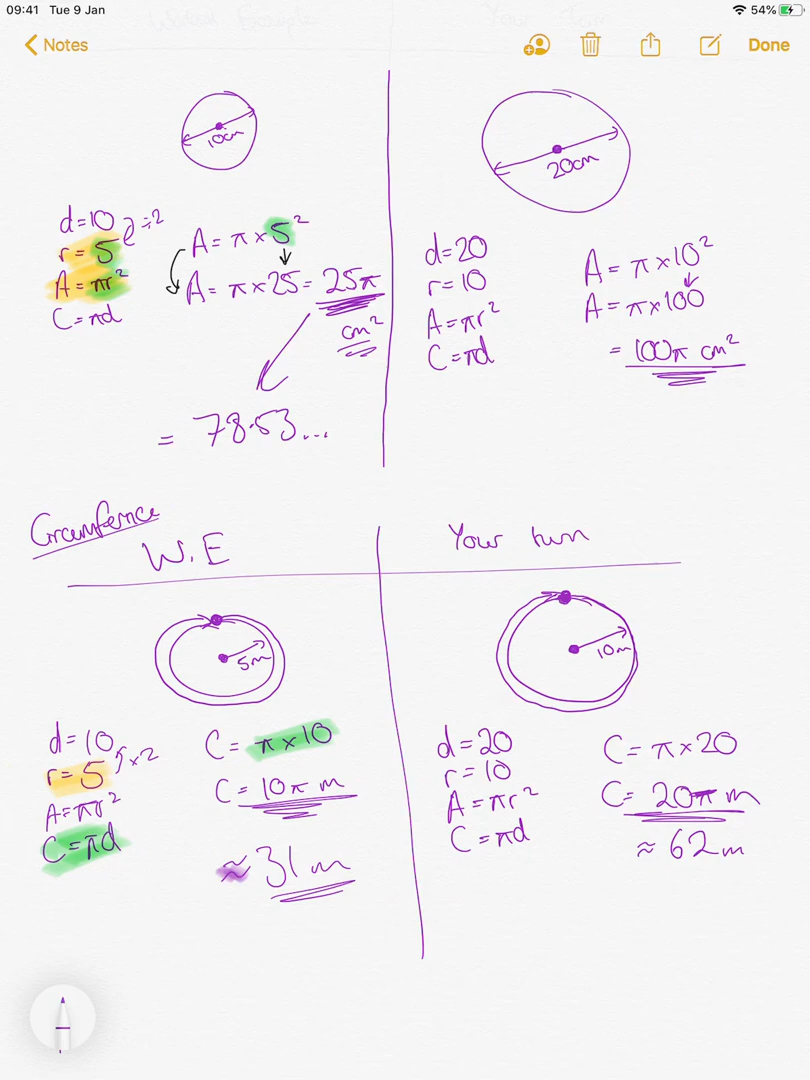 09:41 Tue 9 Jan
54%
Notes
Done
10cm
d=10
÷2
r=5
A=πr²
C=πd
A=π×5²
A=π×25=25π
cm²
= 78.53...
20cm
d=20
r=10
A=πr²
C=πd
A=π×10²
A=π×100
=100π cm²
Circumference
W.E
Your turn
5m
d=10
×2
r=5
A=πr²
C=πd
C=π×10
C=10π m
≈31m
10m
d=20
r=10
A=πr²
C=πd
C=π×20
C=20π m
≈62m